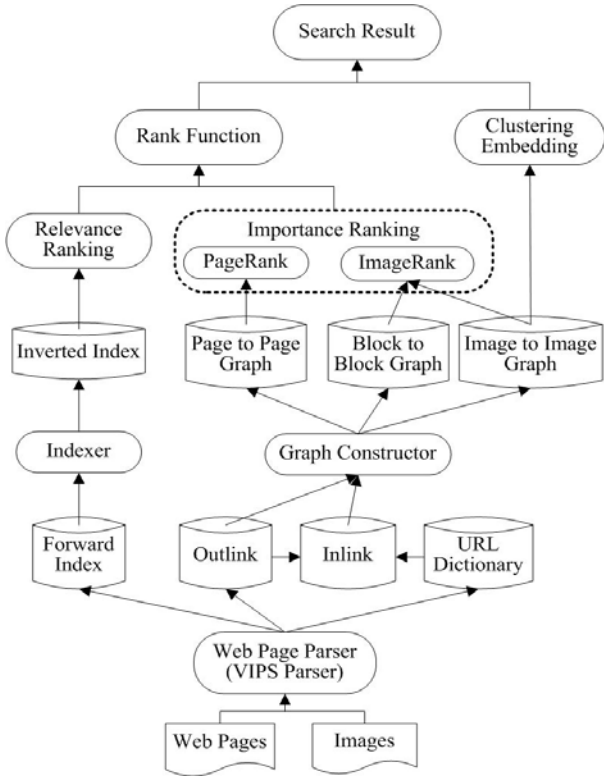 Search Result
Rank Function
Clustering
Embedding
Relevance
Ranking
Importance Ranking
PageRank
ImageRank
Inverted Index
Page to Page
Graph
Block to
Block Graph
Image to Image
Graph
Indexer
Graph Constructor
Forward
Index
Outlink
Inlink
URL
Dictionary
Web Page Parser
(VIPS Parser)
Web Pages
Images